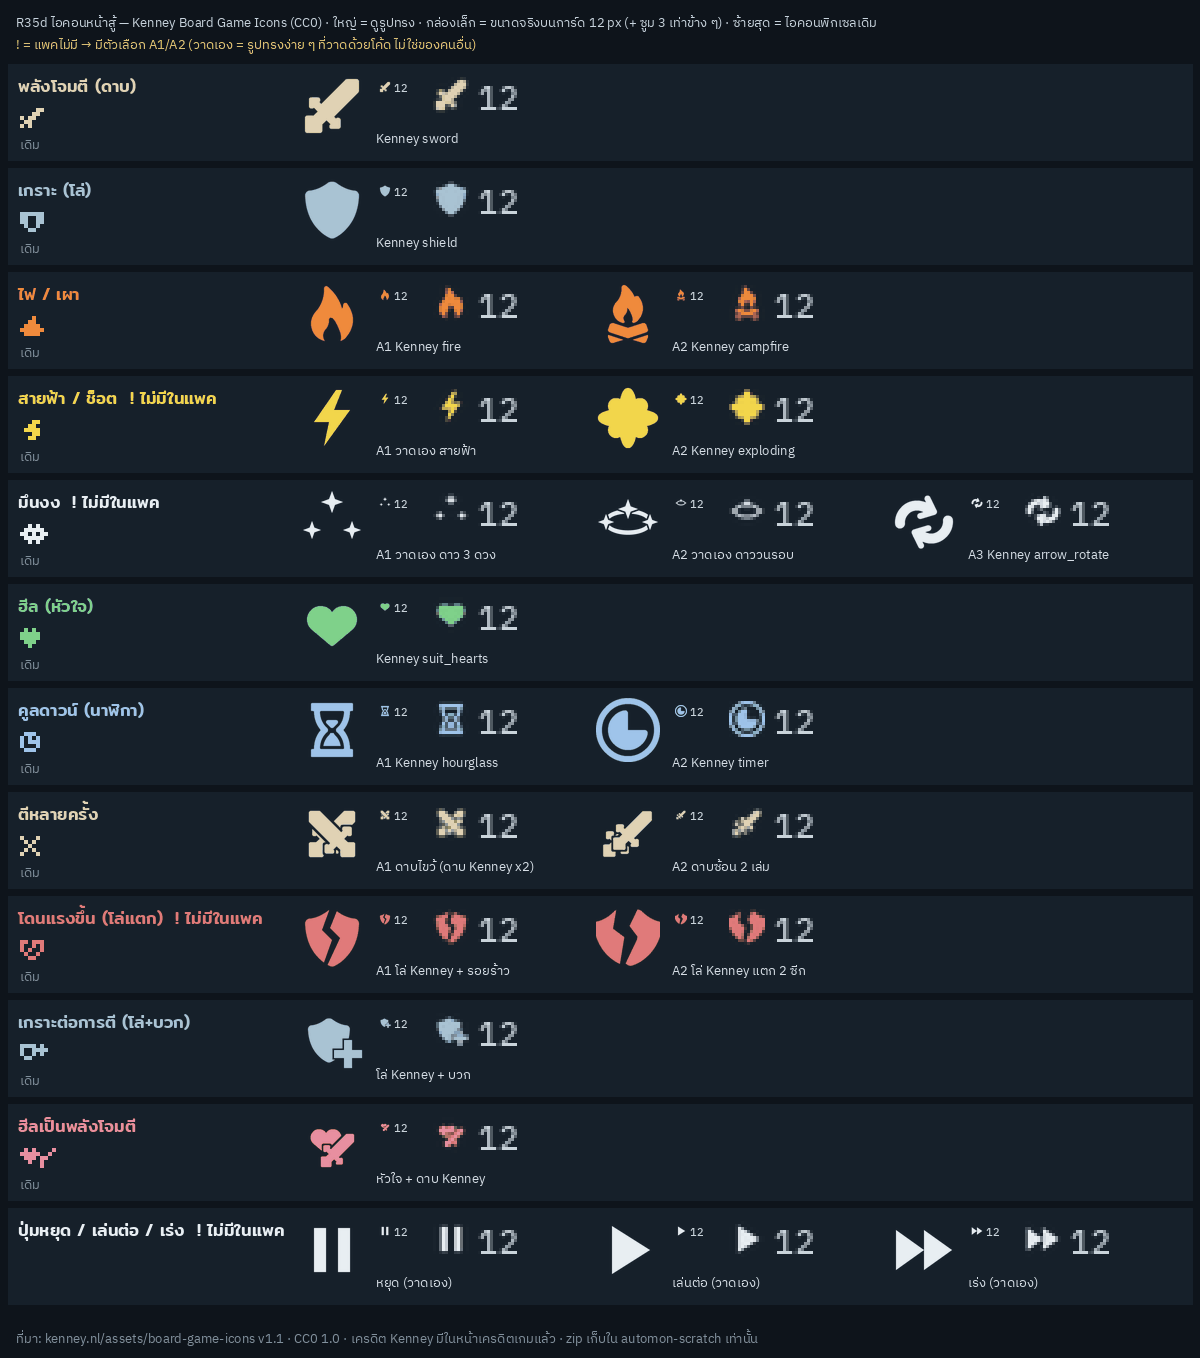 R35d ไอคอนหน้าสู้ — Kenney Board Game Icons (CC0) · ใหญ่ = ดูรูปทรง · กล่องเล็ก = ขนาดจริงบนการ์ด 12 px (+ ซูม 3 เท่าข้าง ๆ) · ซ้ายสุด = ไอคอนพิกเซลเดิม
! = แพคไม่มี → มีตัวเลือก A1/A2 (วาดเอง = รูปทรงง่าย ๆ ที่วาดด้วยโค้ด ไม่ใช่ของคนอื่น)
พลังโจมตี (ดาบ)
12 12
Kenney sword
เดิม
เกราะ (โล่)
12 12
Kenney shield
เดิม
ไฟ / เผา
12 12 12 12
A1 Kenney fire A2 Kenney campfire
เดิม
สายฟ้า / ช็อต ! ไม่มีในแพค
12 12 12 12
A1 วาดเอง สายฟ้า A2 Kenney exploding
เดิม
มึนงง ! ไม่มีในแพค
12 12 12 12 12 12
A1 วาดเอง ดาว 3 ดวง A2 วาดเอง ดาววนรอบ A3 Kenney arrow_rotate
เดิม
ฮีล (หัวใจ)
12 12
Kenney suit_hearts
เดิม
คูลดาวน์ (นาฬิกา)
12 12 12 12
A1 Kenney hourglass A2 Kenney timer
เดิม
ตีหลายครั้ง
12 12 12 12
A1 ดาบไขว้ (ดาบ Kenney x2) A2 ดาบซ้อน 2 เล่ม
เดิม
โดนแรงขึ้น (โล่แตก) ! ไม่มีในแพค
12 12 12 12
A1 โล่ Kenney + รอยร้าว A2 โล่ Kenney แตก 2 ซีก
เดิม
เกราะต่อการตี (โล่+บวก)
12 12
โล่ Kenney + บวก
เดิม
ฮีลเป็นพลังโจมตี
12 12
หัวใจ + ดาบ Kenney
เดิม
ปุ่มหยุด / เล่นต่อ / เร่ง ! ไม่มีในแพค
12 12 12 12 12 12
หยุด (วาดเอง) เล่นต่อ (วาดเอง) เร่ง (วาดเอง)
ที่มา: kenney.nl/assets/board-game-icons v1.1 · CC0 1.0 · เครดิต Kenney มีในหน้าเครดิตเกมแล้ว · zip เก็บใน automon-scratch เท่านั้น